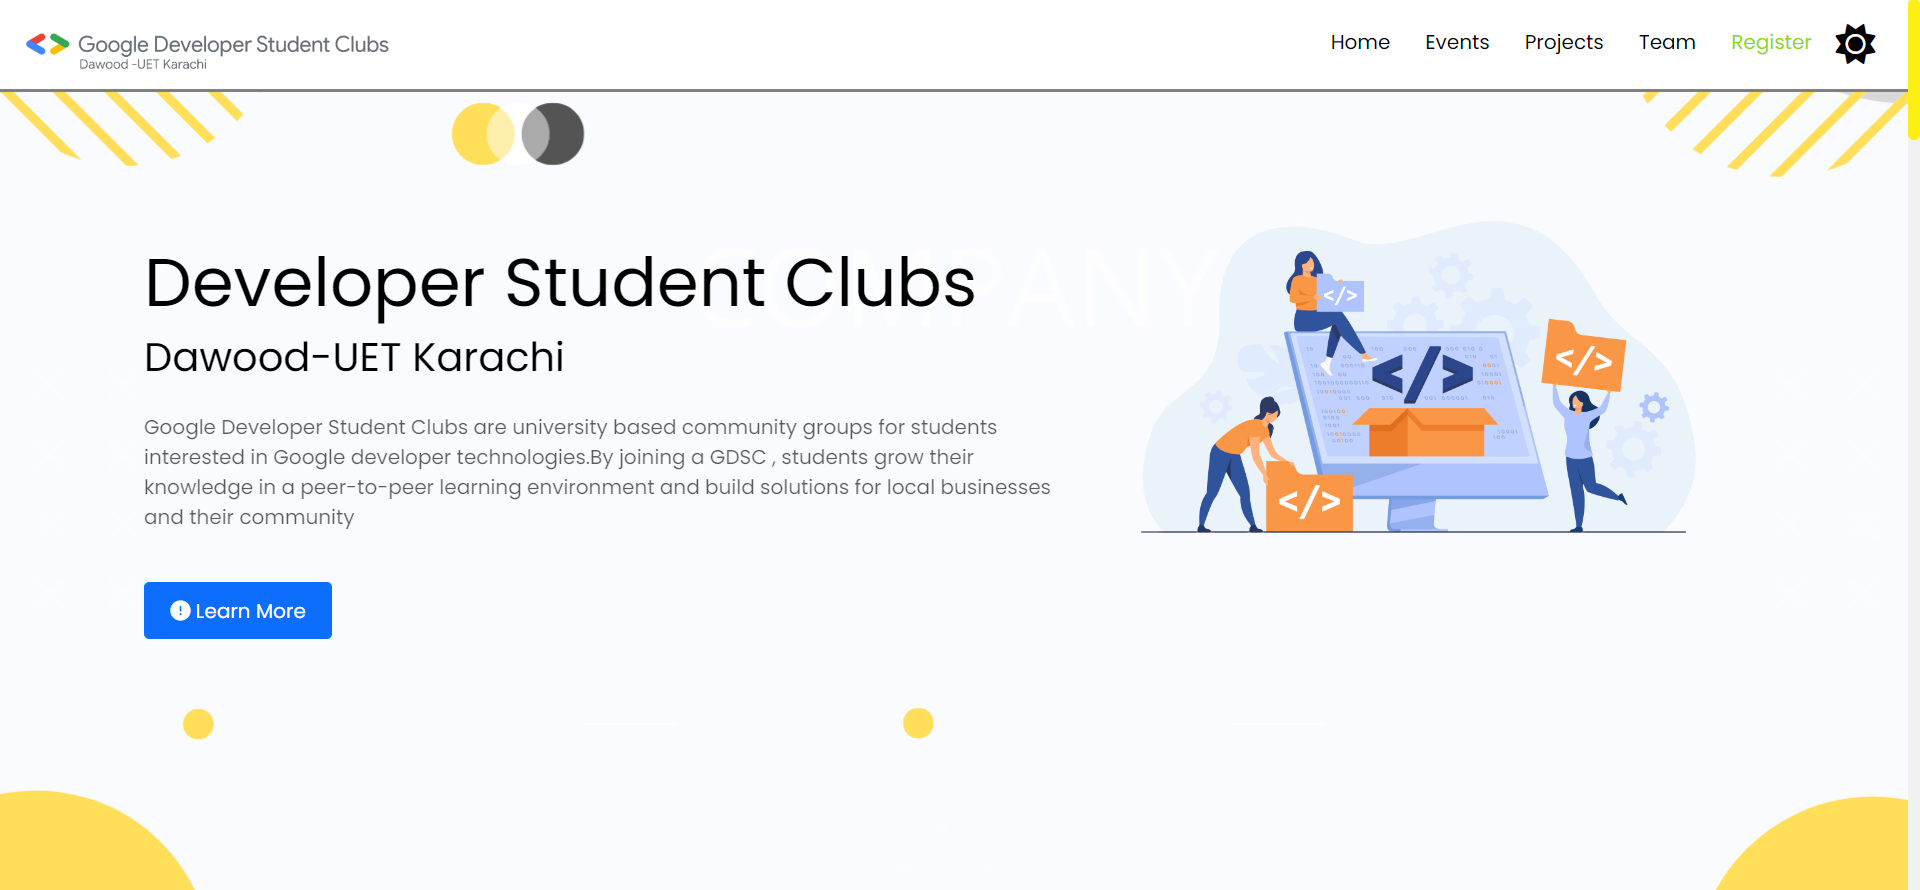 Google Developer Student Clubs
Dawood -UET Karachi
Home Events Projects Team Register
COMPANY
Developer Student Clubs
Dawood-UET Karachi
Google Developer Student Clubs are university based community groups for students
interested in Google developer technologies.By joining a GDSC , students grow their
knowledge in a peer-to-peer learning environment and build solutions for local businesses
and their community
Learn More
</>
</>
</>
</>